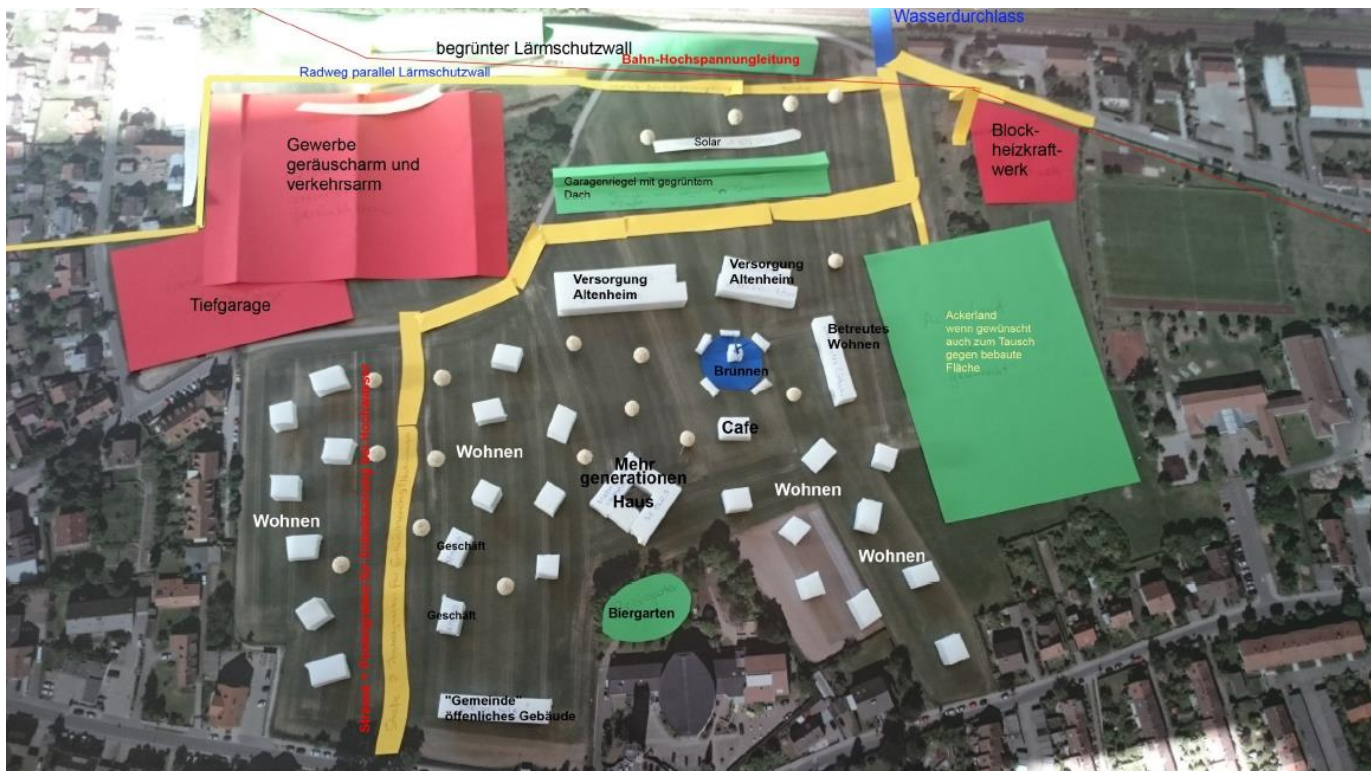 Wasserdurchlass
begrünter Lärmschutzwall
Bahn-Hochspannungleitung
Radweg parallel Lärmschutzwall
Gewerbe
geräuscharm und
verkehrsarm
Solar
Block-
heizkraft-
werk
Garagenriegel mit gegrüntem
Dach
Tiefgarage
Versorgung
Altenheim
Versorgung
Altenheim
Betreutes
Wohnen
Brunnen
Ackerland
wenn gewünscht
auch zum Tausch
gegen bebaute
Fläche
Cafe
Wohnen
Mehr
generationen
Haus
Wohnen
Wohnen
Geschäft
Wohnen
Geschäft
Biergarten
"Gemeinde"
öffenliches Gebäude